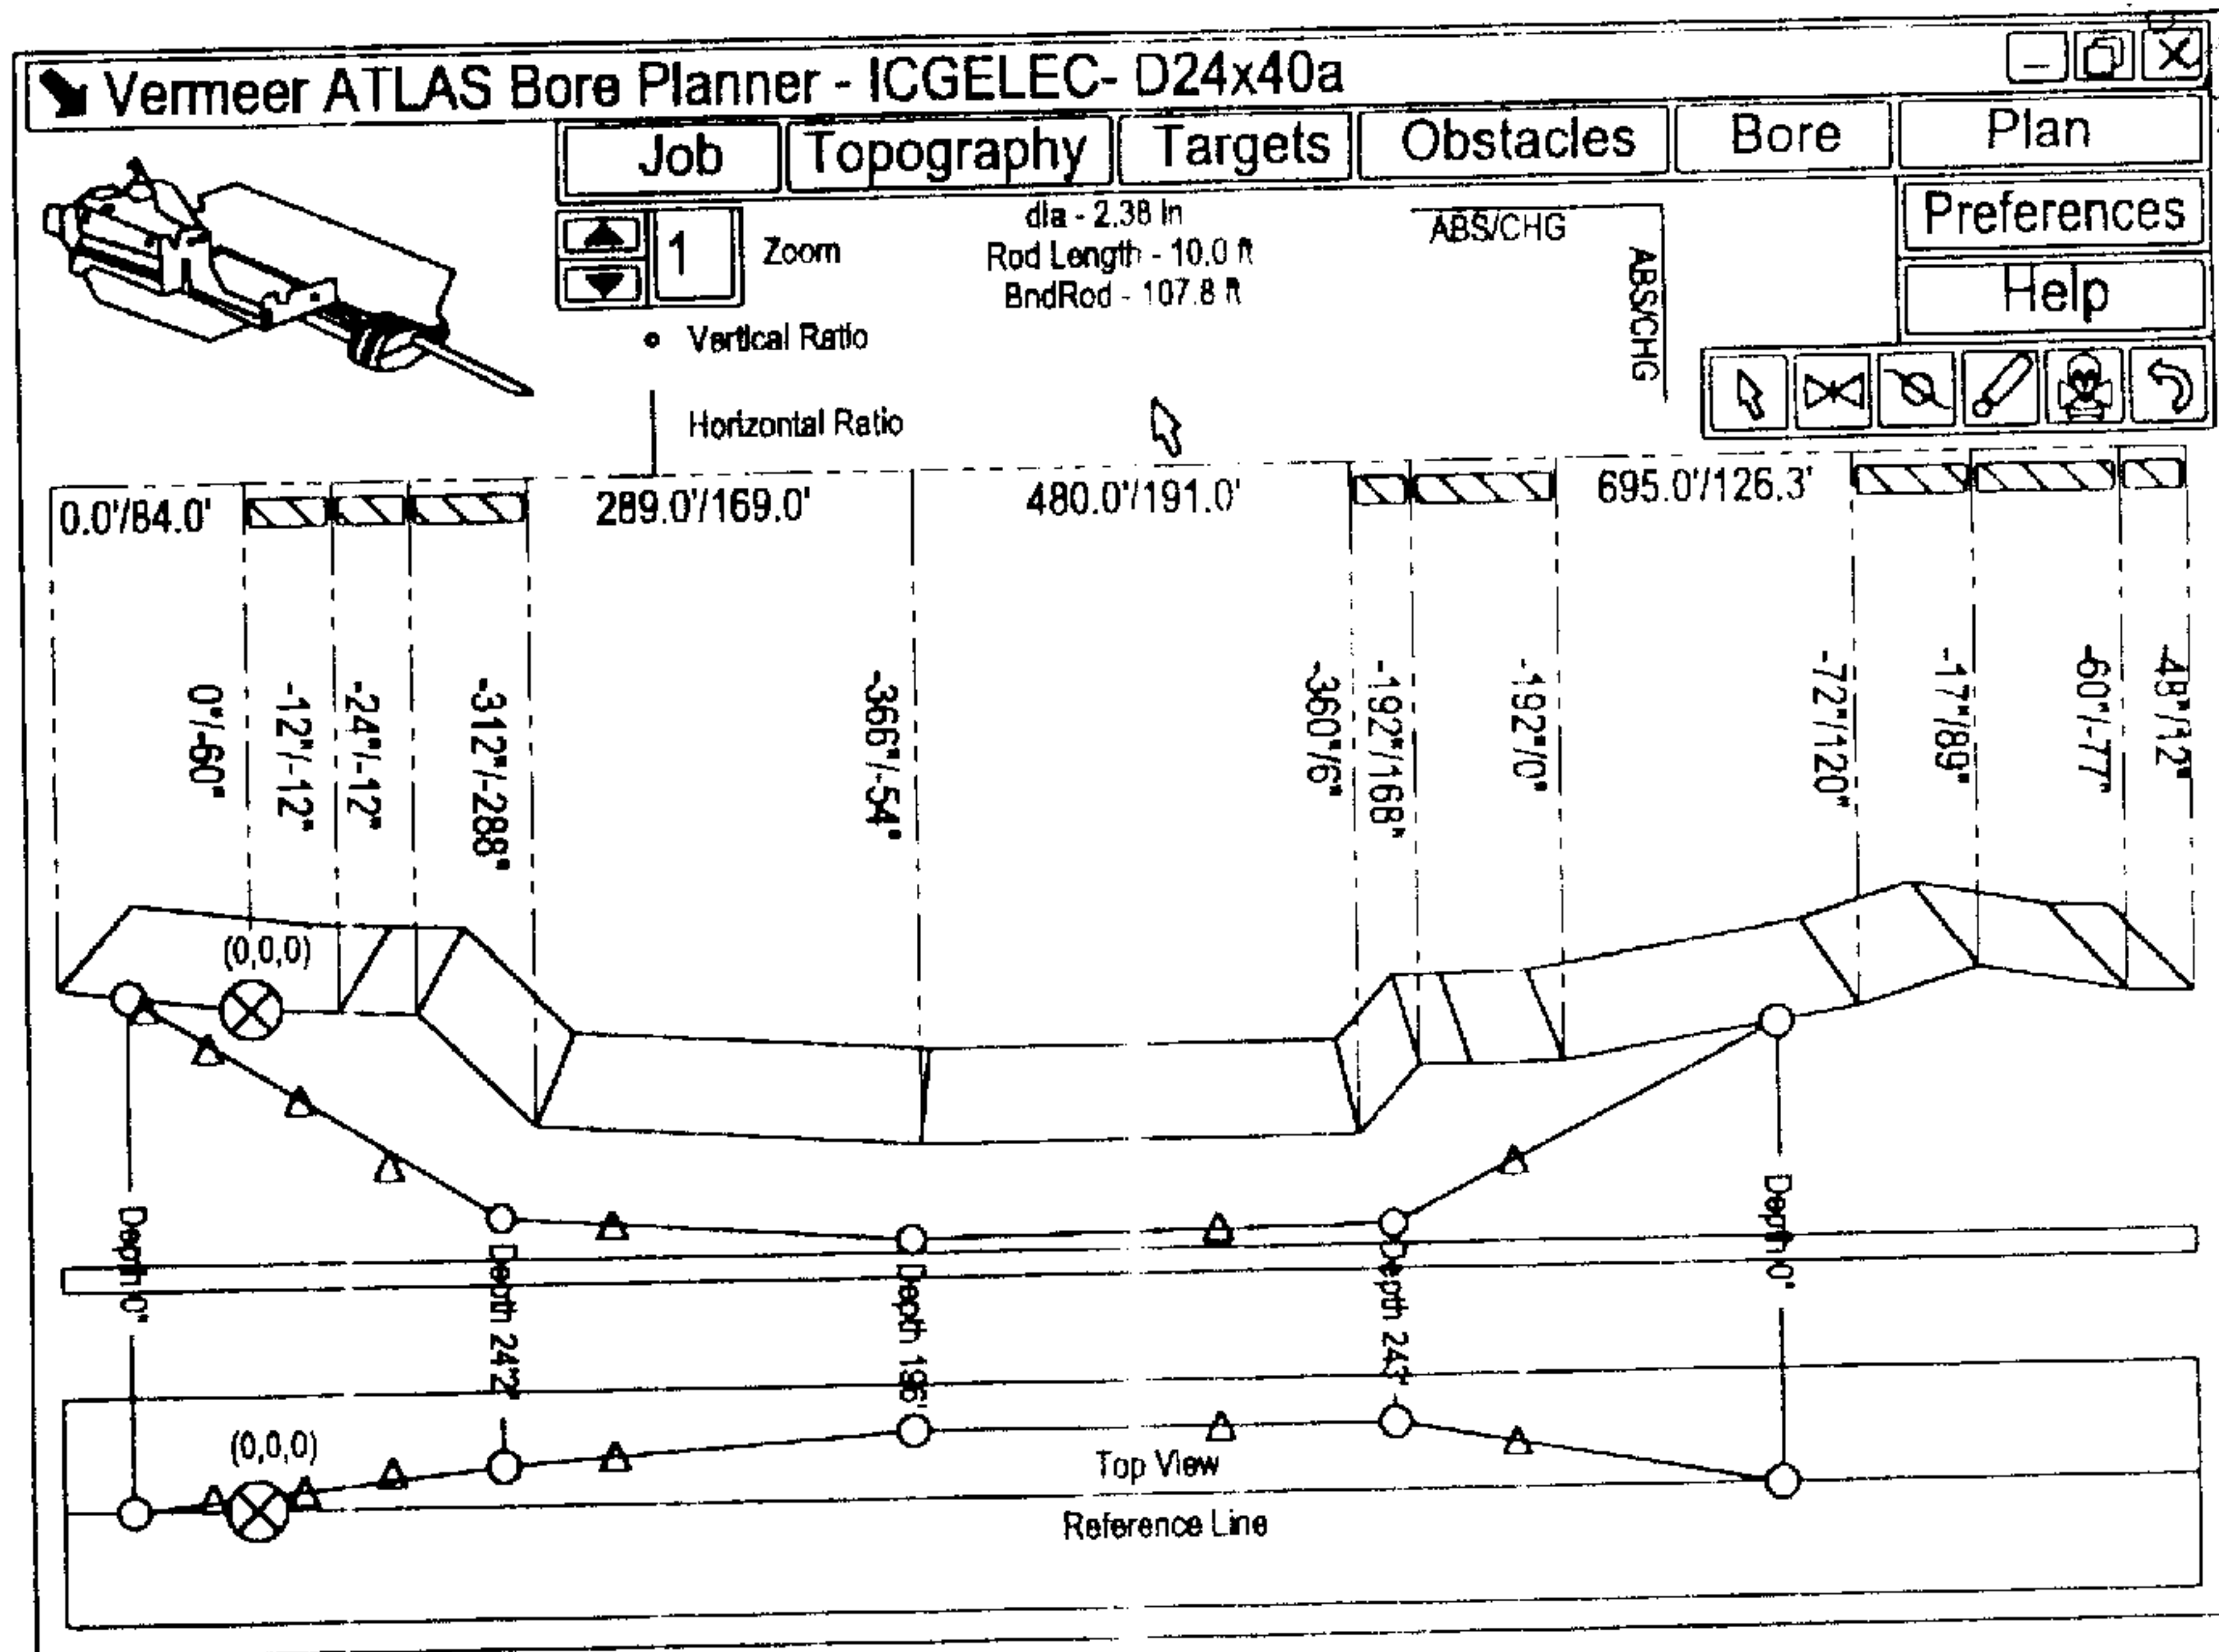 Vermeer ATLAS Bore Planner - ICGELEC- D24x40a
Job
Topography
Targets
Obstacles
Bore
Plan
Preferences
Help
1
Zoom
dia - 2.38 in
Rod Length - 10.0 ft
BndRod - 107.8 ft
ABS/CHG
ABS/CHG
Vertical Ratio
Horizontal Ratio
0.0'/84.0'
289.0'/169.0'
480.0'/191.0'
695.0'/126.3'
0"/-60"
-12"/-12"
-24"/-12"
-312"/-288"
-366"/-54"
-360"/6"
-192"/168"
-192"/0"
-72"/120"
-17"/89"
-60"/-77"
-48"/12"
(0,0,0)
Depth 0"
Depth 242"
Depth 196"
Depth 243"
Depth 0"
(0,0,0)
Top View
Reference Line